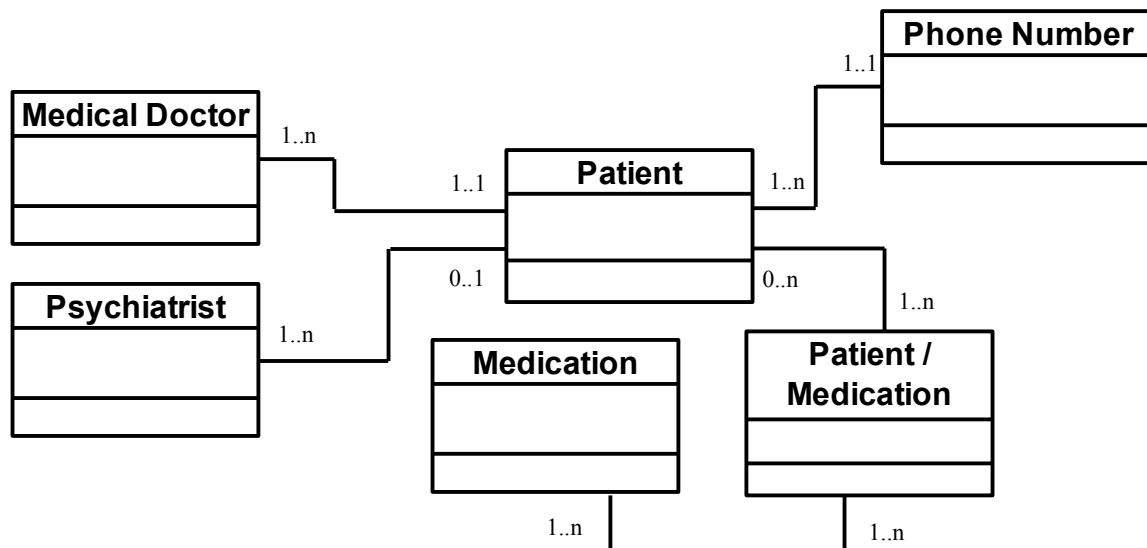 Phone Number
1..1
Medical Doctor
1..n
1..1
Patient
1..n
0..1
0..n
Psychiatrist
1..n
1..n
Medication
Patient /
Medication
1..n
1..n